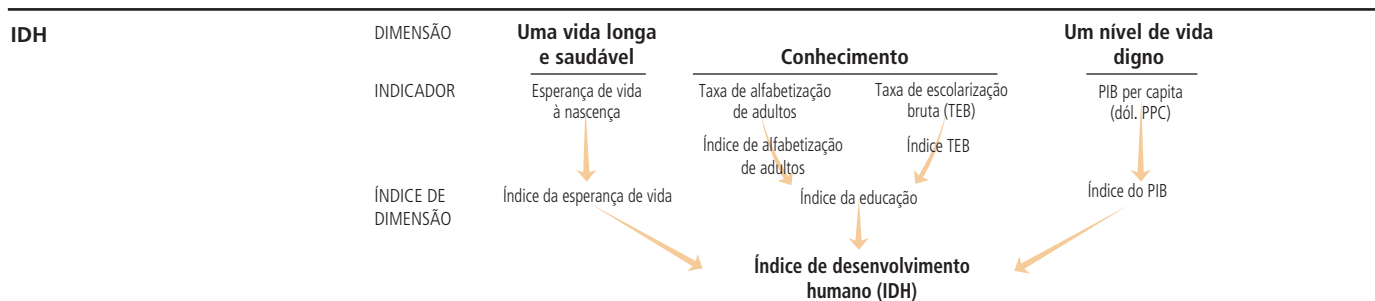 IDH
DIMENSÃO
Uma vida longa
e saudável
Conhecimento
Um nível de vida
digno
INDICADOR
Esperança de vida
à nascença
Taxa de alfabetização
de adultos
Taxa de escolarização
bruta (TEB)
PIB per capita
(dól. PPC)
Índice de alfabetização
de adultos
Índice TEB
ÍNDICE DE
DIMENSÃO
Índice da esperança de vida
Índice da educação
Índice do PIB
Índice de desenvolvimento
humano (IDH)